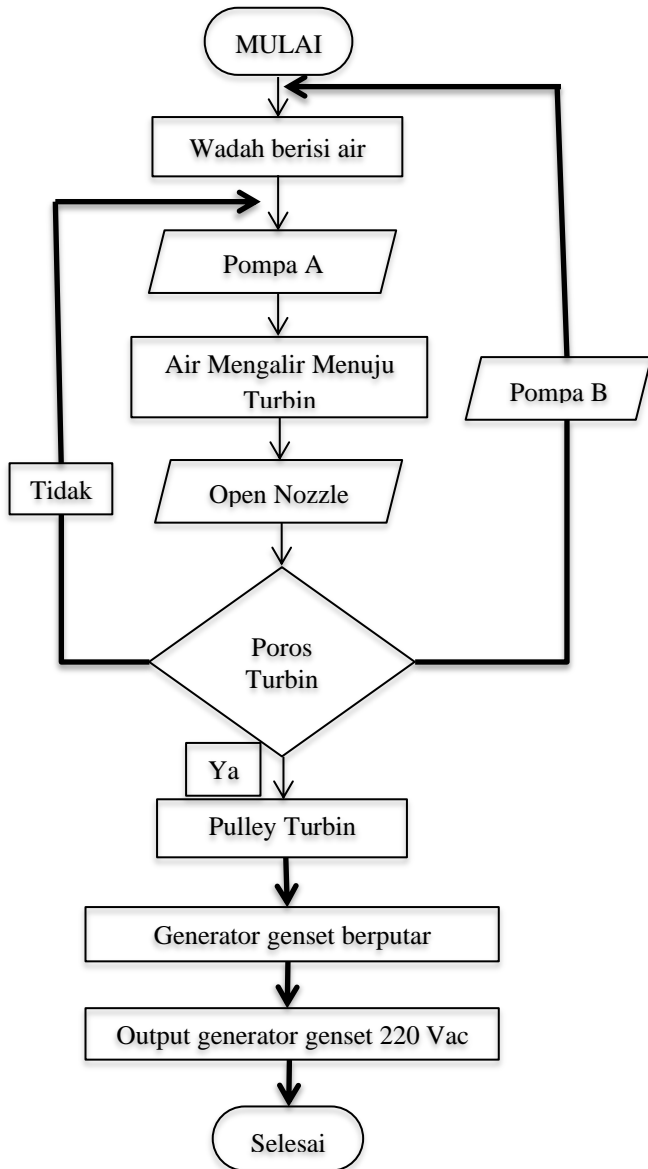 MULAI
Wadah berisi air
Pompa A
Air Mengalir Menuju
Turbin
Pompa B
Tidak
Open Nozzle
Poros
Turbin
Ya
Pulley Turbin
Generator genset berputar
Output generator genset 220 Vac
Selesai